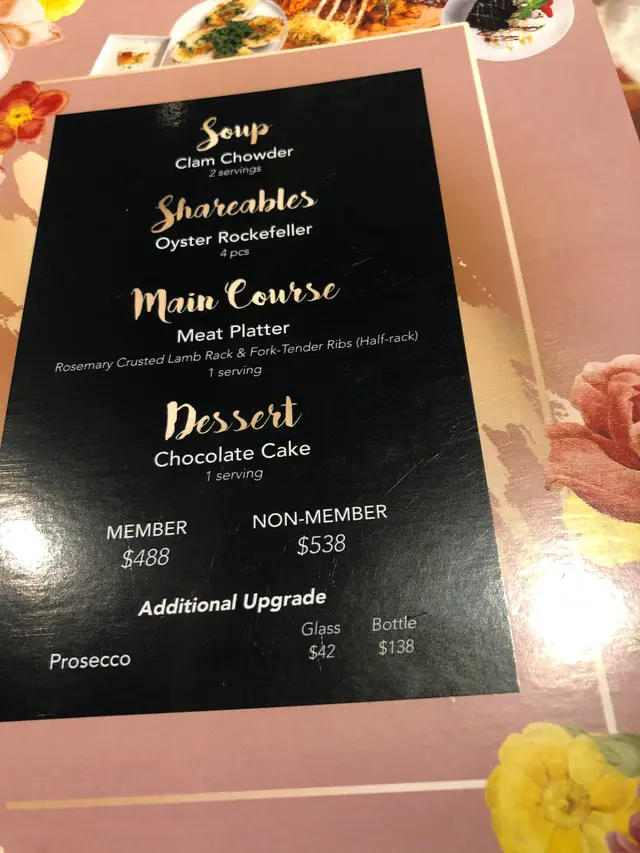 Soup
Clam Chowder
2 servings
Shareables
Oyster Rockefeller
4 pcs
Main Course
Meat Platter
Rosemary Crusted Lamb Rack & Fork-Tender Ribs (Half-rack)
1 serving
Dessert
Chocolate Cake
1 serving
MEMBER NON-MEMBER
$488 $538
Additional Upgrade
Glass Bottle
Prosecco $42 $138